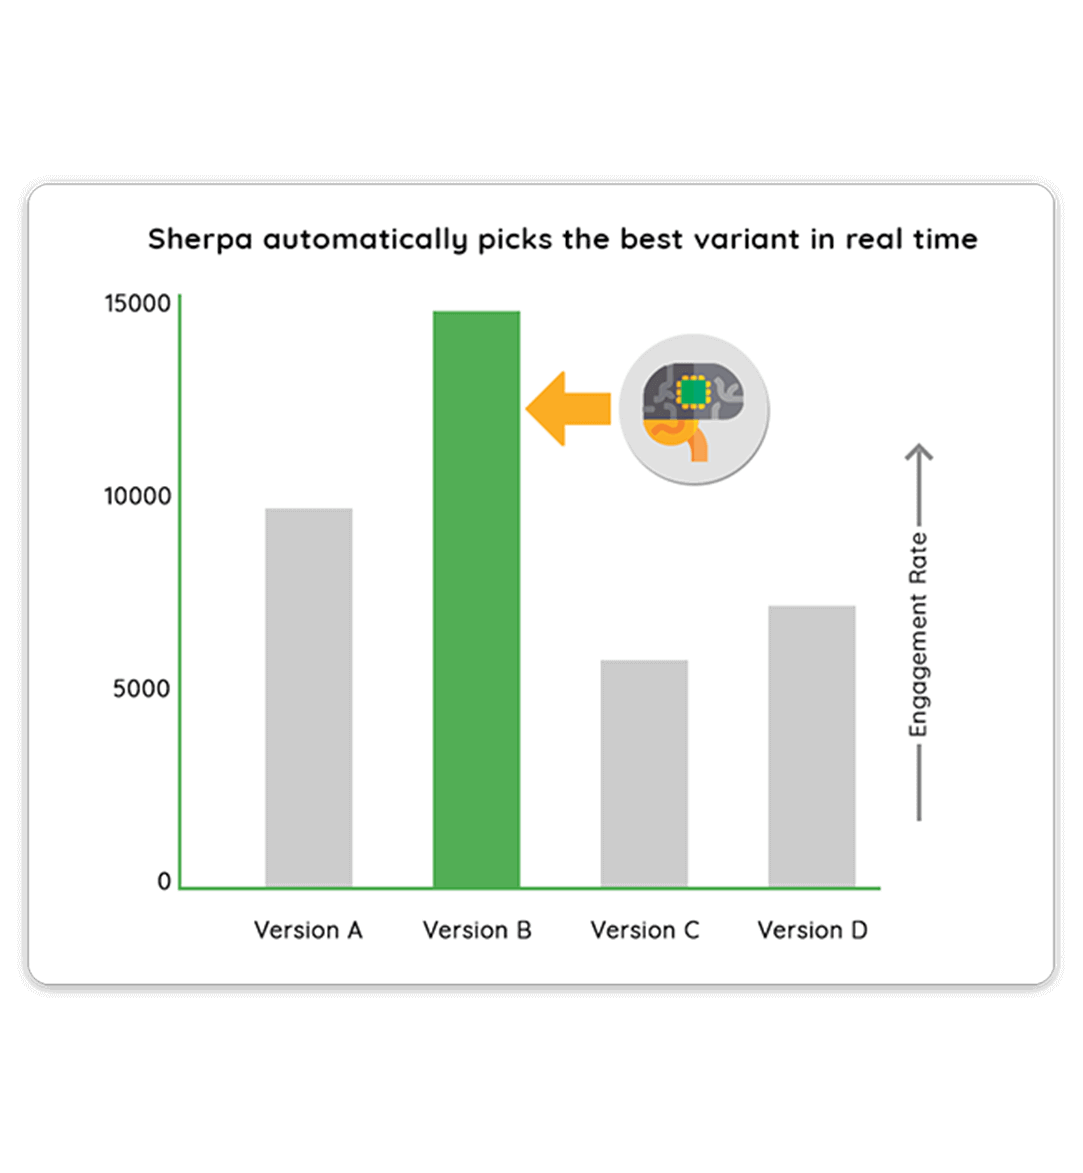 Sherpa automatically picks the best variant in real time
15000
10000
5000
0
Engagement Rate
Version A
Version B
Version C
Version D